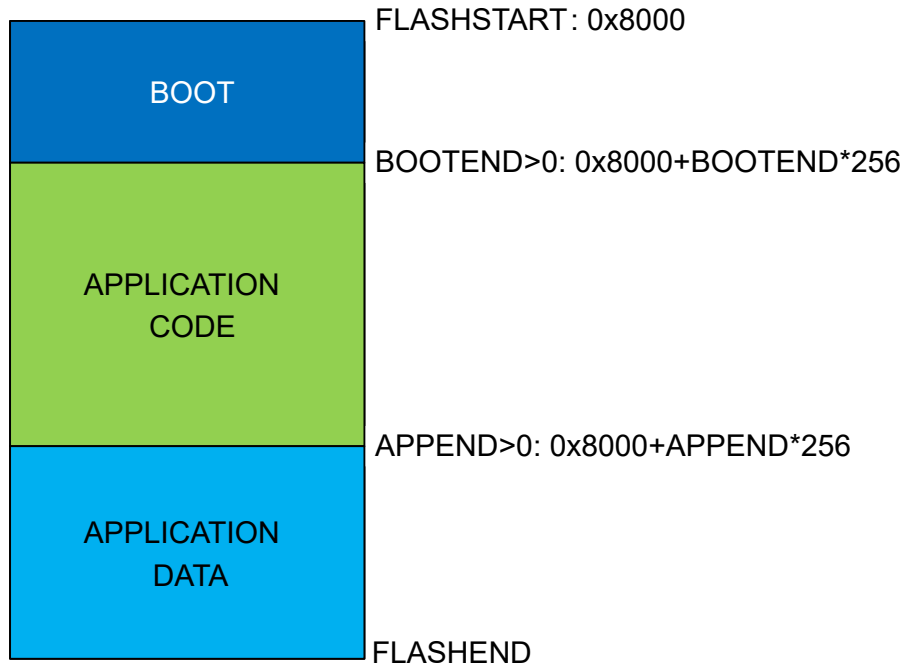 FLASHSTART: 0x8000
BOOT
BOOTEND>0: 0x8000+BOOTEND*256
APPLICATION
CODE
APPEND>0: 0x8000+APPEND*256
APPLICATION
DATA
FLASHEND